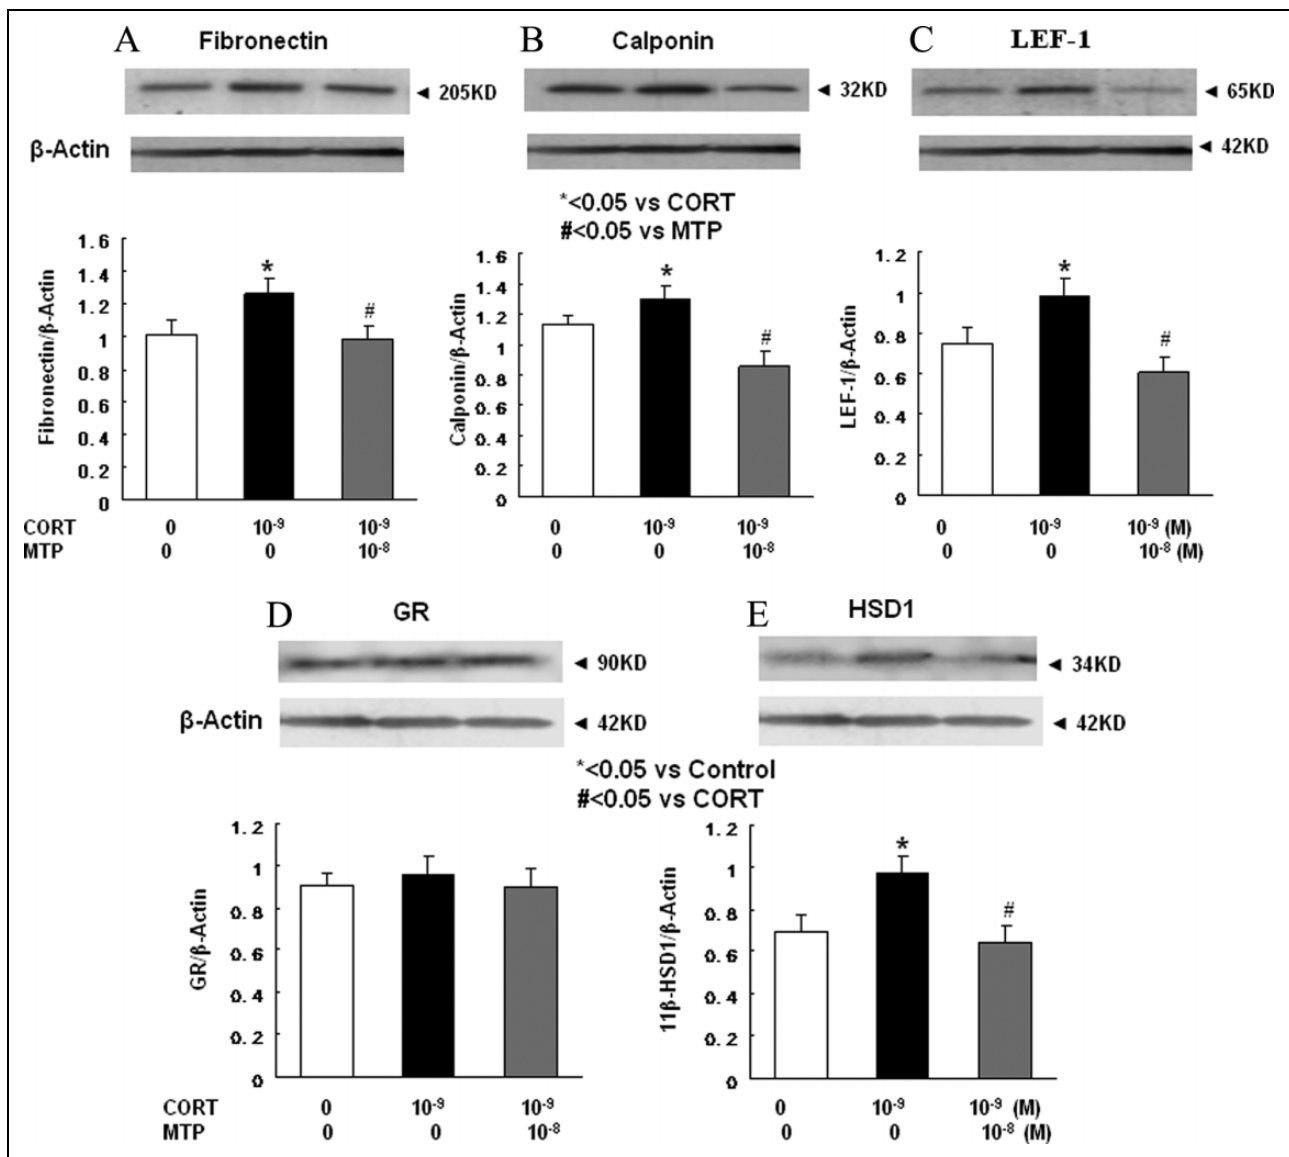 A Fibronectin
B Calponin
C LEF-1
◄ 205KD
◄ 32KD
◄ 65KD
β-Actin
◄ 42KD
*<0.05 vs CORT
#<0.05 vs MTP
Fibronectin/β-Actin
1.6
1.4
1.2
1
0.8
0.6
0.4
0.2
0
*
#
Calponin/β-Actin
1.6
1.4
1.2
1
0.8
0.6
0.4
0.2
0
*
#
LEF-1/β-Actin
1.2
1
0.8
0.6
0.4
0.2
0
*
#
CORT 0 10⁻⁹ 10⁻⁹ 0 10⁻⁹ 10⁻⁹ 0 10⁻⁹ 10⁻⁹ (M)
MTP 0 0 10⁻⁸ 0 0 10⁻⁸ 0 0 10⁻⁸ (M)
D GR
E HSD1
◄ 90KD
◄ 34KD
β-Actin
◄ 42KD
◄ 42KD
*<0.05 vs Control
#<0.05 vs CORT
GR/β-Actin
1.2
1
0.8
0.6
0.4
0.2
0
11β-HSD1/β-Actin
1.2
1
0.8
0.6
0.4
0.2
0
*
#
CORT 0 10⁻⁹ 10⁻⁹ 0 10⁻⁹ 10⁻⁹ (M)
MTP 0 0 10⁻⁸ 0 0 10⁻⁸ (M)